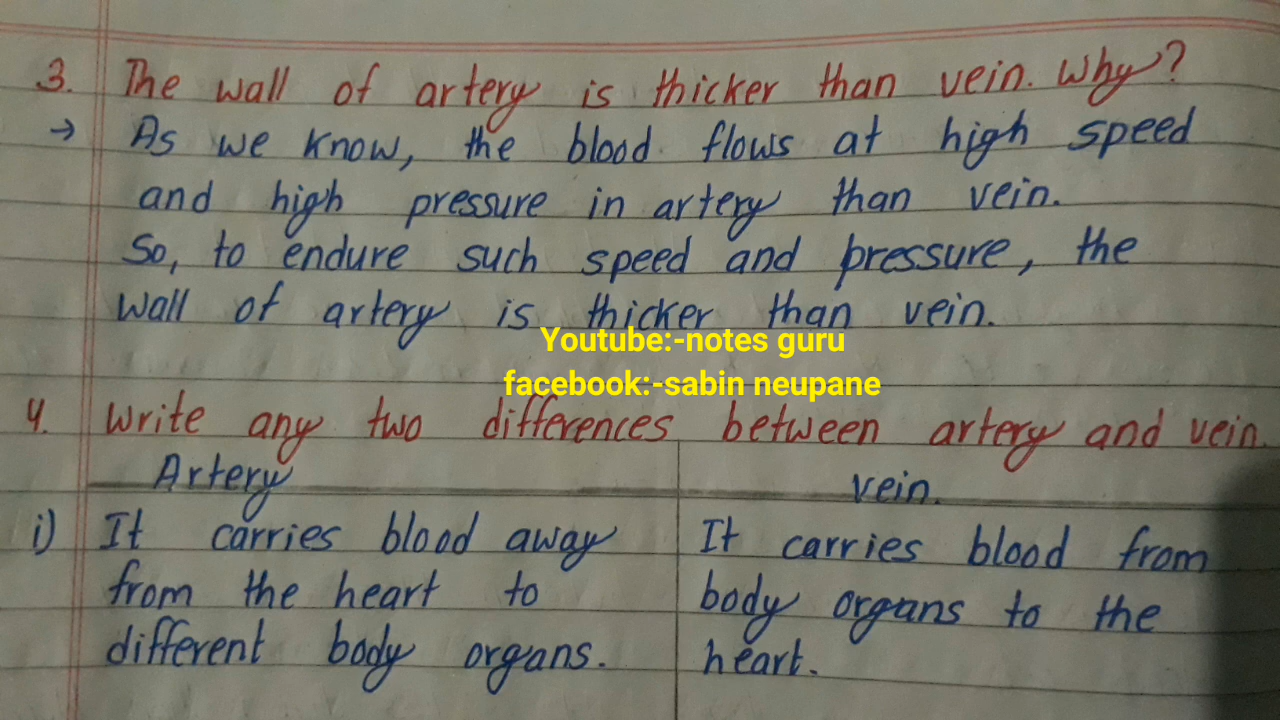 3. The wall of artery is thicker than vein. Why?
→ As we know, the blood flows at high speed
and high pressure in artery than vein.
So, to endure such speed and pressure, the
wall of artery is thicker than vein.
Youtube:-notes guru
facebook:-sabin neupane
4. Write any two differences between artery and vein.
Artery
vein.
i) It carries blood away
from the heart to
different body organs.
It carries blood from
body organs to the
heart.